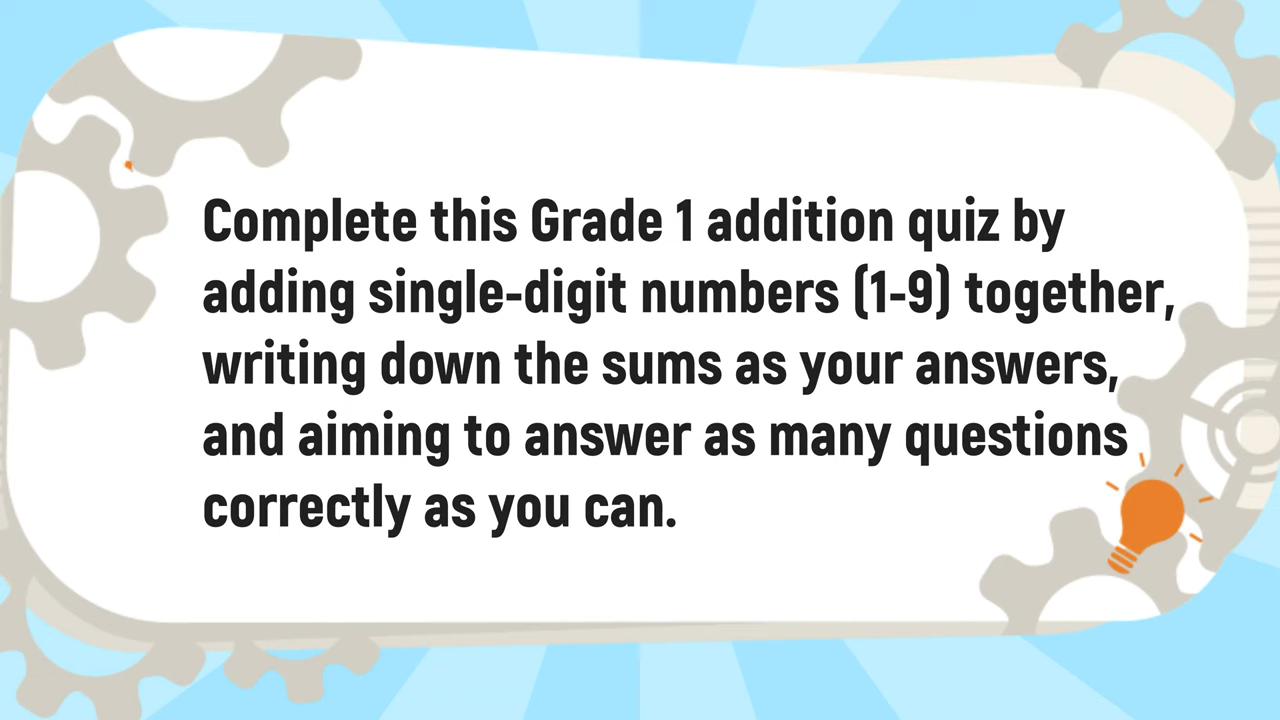 Complete this Grade 1 addition quiz by
adding single-digit numbers (1-9) together,
writing down the sums as your answers,
and aiming to answer as many questions
correctly as you can.